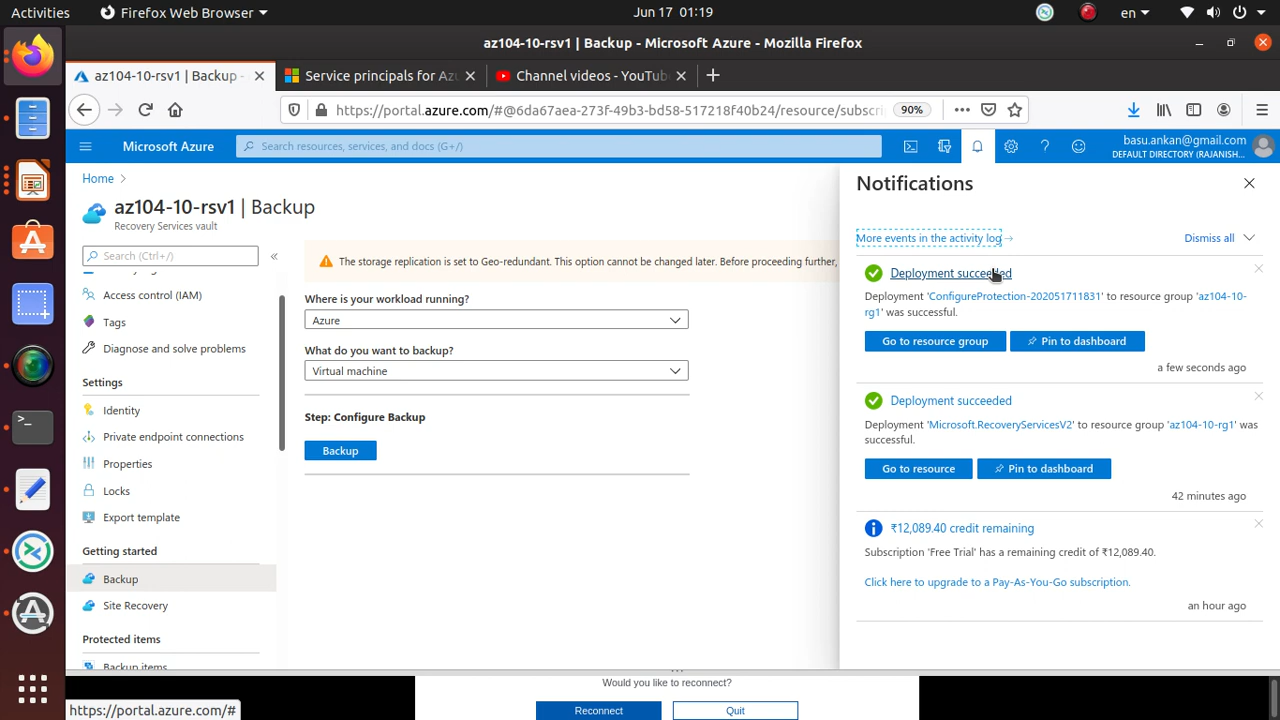 Activities
Firefox Web Browser
Jun 17 01:19
en
az104-10-rsv1 | Backup - Microsoft Azure - Mozilla Firefox
az104-10-rsv1 | Backup -
Service principals for Az
Channel videos - YouTub
https://portal.azure.com/#@6da67aea-273f-49b3-bd58-517218f40b24/resource/subscri
90%
Microsoft Azure
Search resources, services, and docs (G+/)
basu.ankan@gmail.com
DEFAULT DIRECTORY (RAJANISH...
Home
az104-10-rsv1 | Backup
Recovery Services vault
Search (Ctrl+/)
Access control (IAM)
Tags
Diagnose and solve problems
Settings
Identity
Private endpoint connections
Properties
Locks
Export template
Getting started
Backup
Site Recovery
Protected items
Backup items
The storage replication is set to Geo-redundant. This option cannot be changed later. Before proceeding further,
Where is your workload running?
Azure
What do you want to backup?
Virtual machine
Step: Configure Backup
Backup
Notifications
More events in the activity log →
Dismiss all
Deployment succeeded
Deployment 'ConfigureProtection-202051711831' to resource group 'az104-10-
rg1' was successful.
Go to resource group
Pin to dashboard
a few seconds ago
Deployment succeeded
Deployment 'Microsoft.RecoveryServicesV2' to resource group 'az104-10-rg1' was
successful.
Go to resource
Pin to dashboard
42 minutes ago
₹12,089.40 credit remaining
Subscription 'Free Trial' has a remaining credit of ₹12,089.40.
Click here to upgrade to a Pay-As-You-Go subscription.
an hour ago
Would you like to reconnect?
Reconnect
Quit
https://portal.azure.com/#